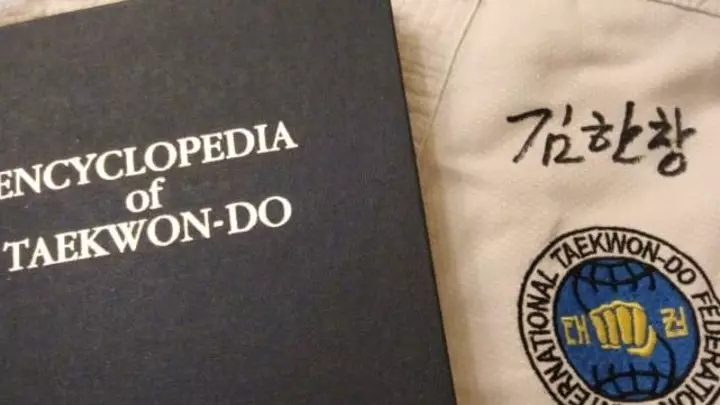 ENCYCLOPEDIA
of
TAEKWON-DO
김한창
INTERNATIONAL TAEKWON-DO FEDERATION
태 권